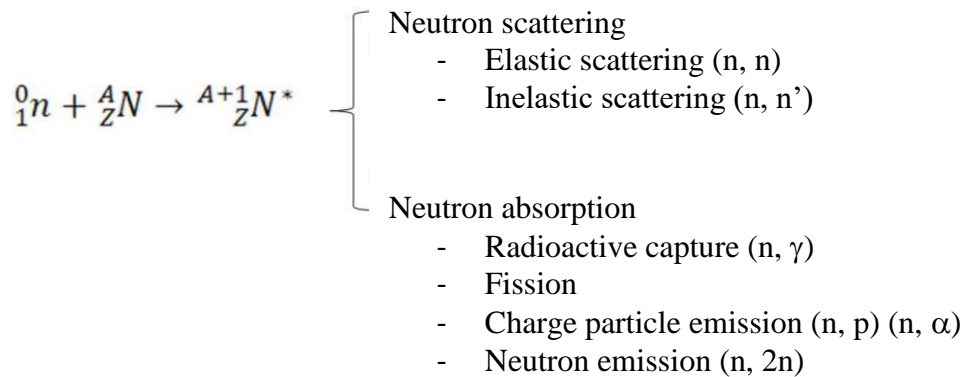 Neutron scattering
- Elastic scattering (n, n)
- Inelastic scattering (n, n’)
⁰₁n + ᴬ_ZN → ᴬ⁺¹_ZN*
Neutron absorption
- Radioactive capture (n, γ)
- Fission
- Charge particle emission (n, p) (n, α)
- Neutron emission (n, 2n)